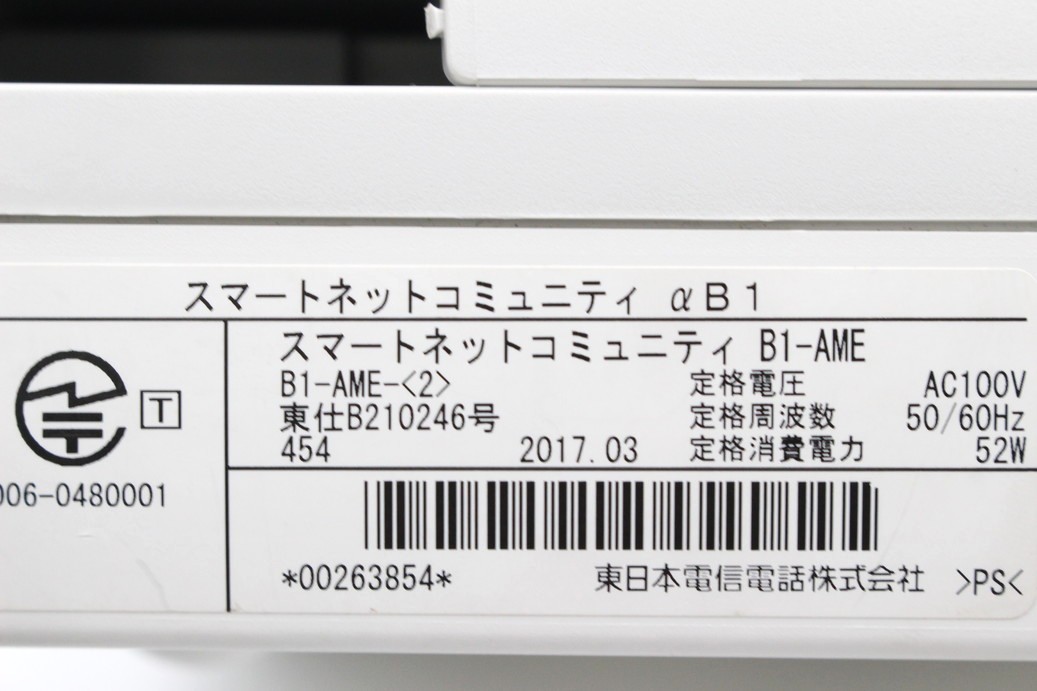 スマートネットコミュニティ αB1
スマートネットコミュニティ B1-AME
B1-AME-<2> 定格電圧 AC100V
東仕B210246号 定格周波数 50/60Hz
454 2017.03 定格消費電力 52W
T
006-0480001
*00263854* 東日本電信電話株式会社 >PS<